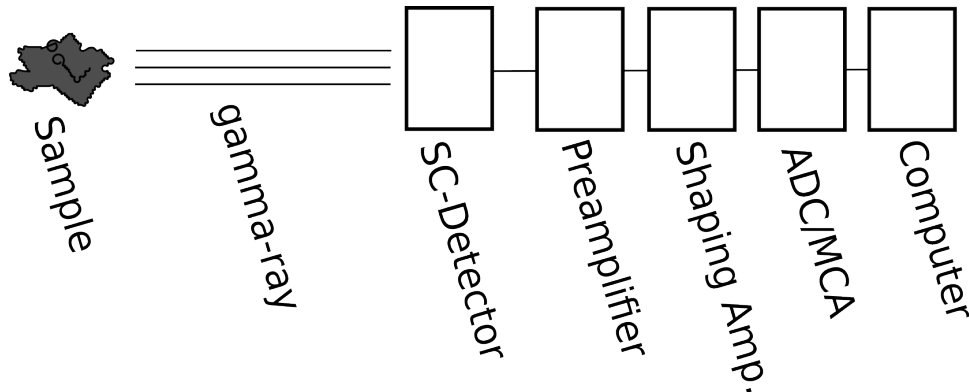 Sample
gamma-ray
SC-Detector
Preamplifier
Shaping Amp.
ADC/MCA
Computer